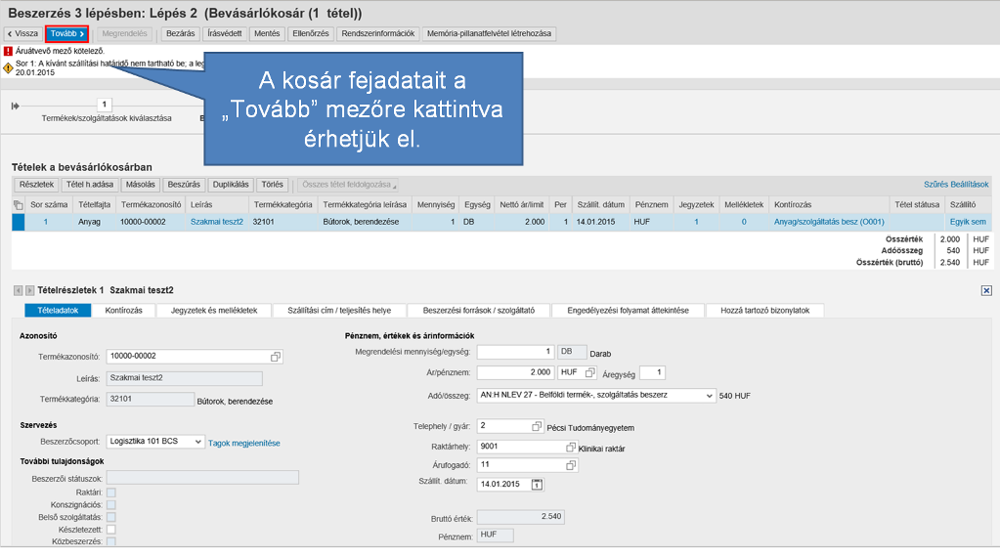 Beszerzés 3 lépésben: Lépés 2 (Bevásárlókosár (1 tétel))
Vissza Tovább Megrendelés Bezárás Írásvédett Mentés Ellenőrzés Rendszerinformációk Memória-pillanatfelvétel létrehozása
Áruátvevő mező kötelező.
Sor 1: A kívánt szállítási határidő nem tartható be; a leg
20.01.2015
A kosár fejadatait a
„Tovább” mezőre kattintva
érhetjük el.
1
Termékek/szolgáltatások kiválasztása B
Tételek a bevásárlókosárban
Részletek Tétel h.adása Másolás Beszúrás Duplikálás Törlés Összes tétel feldolgozása Szűrés Beállítások
Sor száma Tételfajta Termékazonosító Leírás Termékkategória Termékkategória leírása Mennyiség Egység Nettó ár/limit Per Szállít. dátum Pénznem Jegyzetek Mellékletek Kontírozás Tétel státusa Szállító
1 Anyag 10000-00002 Szakmai teszt2 32101 Bútorok, berendezése 1 DB 2.000 1 14.01.2015 HUF 1 0 Anyag/szolgáltatás besz (O001) Egyik sem
Összérték 2.000 HUF
Adóösszeg 540 HUF
Összérték (bruttó) 2.540 HUF
Tételrészletek 1 Szakmai teszt2
Tételadatok Kontírozás Jegyzetek és mellékletek Szállítási cím / teljesítés helye Beszerzési források / szolgáltató Engedélyezési folyamat áttekintése Hozzá tartozó bizonylatok
Azonosító
Termékazonosító: 10000-00002
Leírás: Szakmai teszt2
Termékkategória: 32101 Bútorok, berendezése
Szervezés
Beszerzőcsoport: Logisztika 101 BCS Tagok megjelenítése
További tulajdonságok
Beszerzői státuszok:
Raktári:
Konszignációs:
Belső szolgáltatás:
Készletezett:
Közbeszerzés:
Pénznem, értékek és árinformációk
Megrendelési mennyiség/egység: 1 DB Darab
Ár/pénznem: 2.000 HUF Áregység 1
Adó/összeg: AN:H NLEV 27 - Belföldi termék-, szolgáltatás beszerz 540 HUF
Telephely / gyár: 2 Pécsi Tudományegyetem
Raktárhely: 9001 Klinikai raktár
Árufogadó: 11
Szállít. dátum: 14.01.2015
Bruttó érték: 2.540
Pénznem: HUF